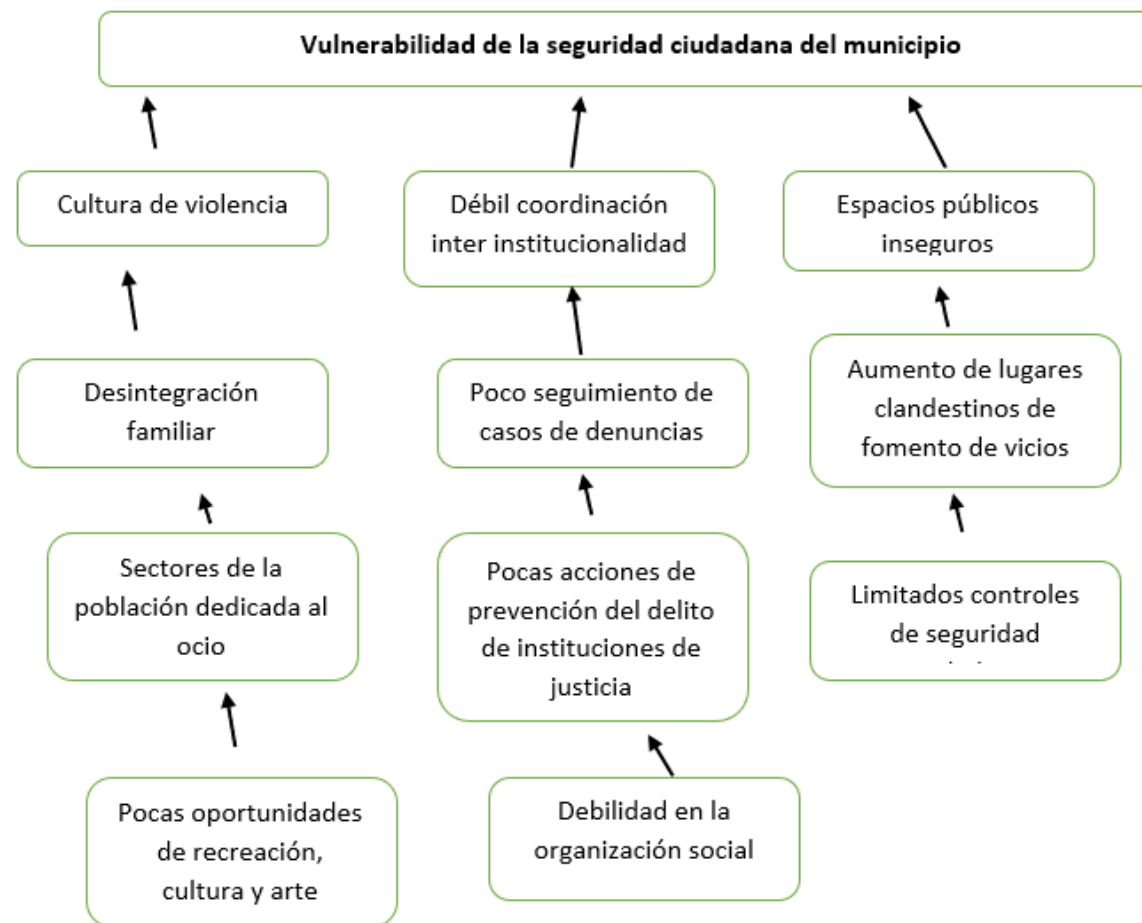 Vulnerabilidad de la seguridad ciudadana del municipio
Cultura de violencia
Débil coordinación
inter institucionalidad
Espacios públicos
inseguros
Desintegración
familiar
Poco seguimiento de
casos de denuncias
Aumento de lugares
clandestinos de
fomento de vicios
Sectores de la
población dedicada al
ocio
Pocas acciones de
prevención del delito
de instituciones de
justicia
Limitados controles
de seguridad
Pocas oportunidades
de recreación,
cultura y arte
Debilidad en la
organización social